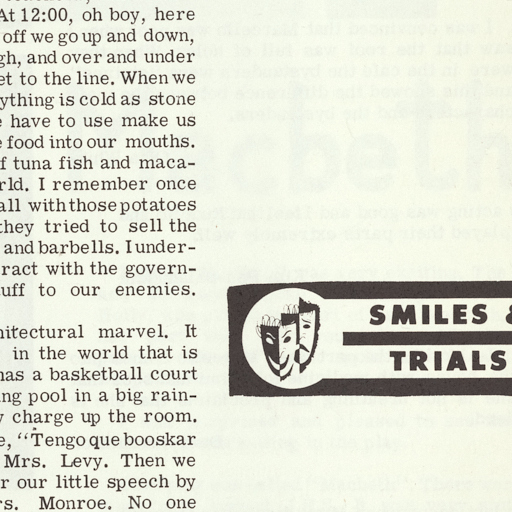 At 12:00, oh boy, here
off we go up and down,
gh, and over and under
et to the line. When we
ything is cold as stone
e have to use make us
e food into our mouths.
f tuna fish and maca-
rld. I remember once
all with those potatoes
they tried to sell the
and barbells. I under-
ract with the govern-
uff to our enemies.
hitectural marvel. It
in the world that is
has a basketball court
ng pool in a big rain-
y charge up the room.
e, "Tengo que booskar
Mrs. Levy. Then we
r our little speech by
rs. Monroe. No one
SMILES &
TRIALS